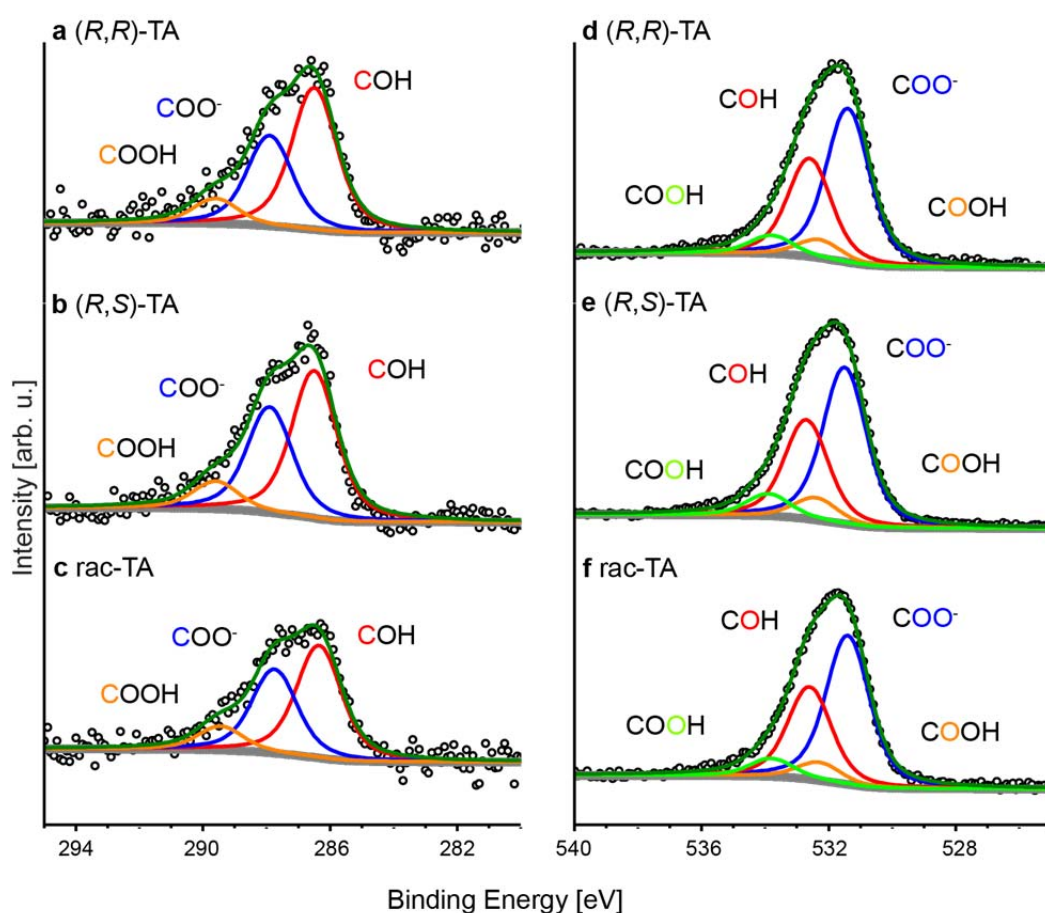 a (R,R)-TA
COH
COO-
COOH
b (R,S)-TA
COH
COO-
COOH
c rac-TA
COO-
COH
COOH
294 290 286 282
d (R,R)-TA
COO-
COH
COOH
COOH
e (R,S)-TA
COO-
COH
COOH
COOH
f rac-TA
COH
COO-
COOH
COOH
540 536 532 528
Intensity [arb. u.]
Binding Energy [eV]